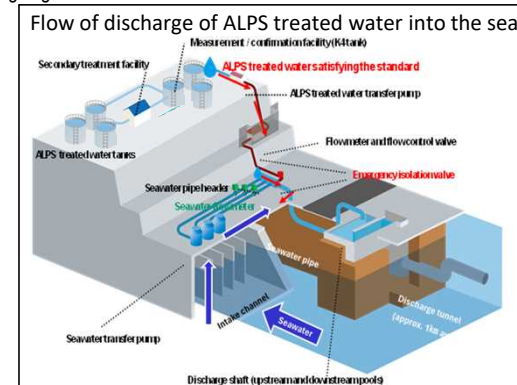 Flow of discharge of ALPS treated water into the sea
Measurement / confirmation facility (K4 tank)
Secondary treatment facility
ALPS treated water satisfying the standard
ALPS treated water transfer pump
ALPS treated water tanks
Flow meter and flow control valve
Seawater pipe header
Emergency isolation valve
Seawater pipe
Intake channel
Seawater
Discharge tunnel
(approx. 1km
Seawater transfer pump
Discharge shaft (upstream and downstream pools)